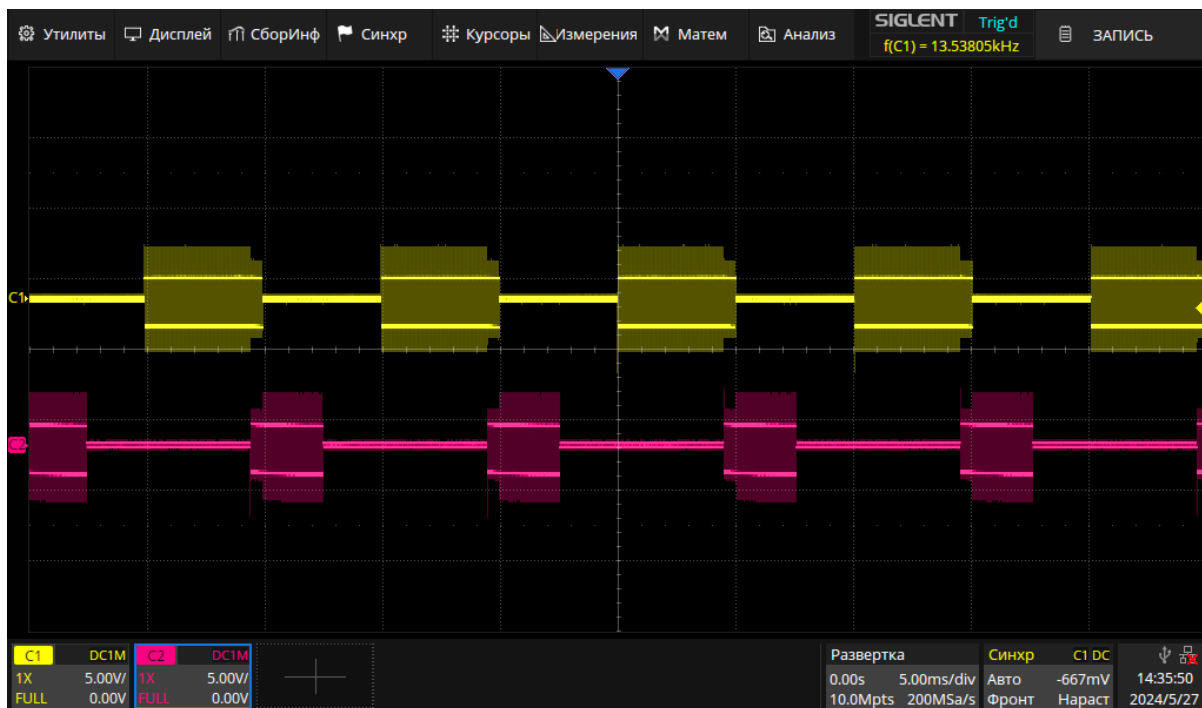 Утилиты Дисплей СборИнф Синхр Курсоры Измерения Матем Анализ SIGLENT Trig'd ЗАПИСЬ
f(C1) = 13.53805kHz
C1
C2
C1 DC1M C2 DC1M Развертка Синхр C1 DC
1X 5.00V/ 1X 5.00V/ 0.00s 5.00ms/div Авто -667mV 14:35:50
FULL 0.00V FULL 0.00V 10.0Mpts 200MSa/s Фронт Нараст 2024/5/27